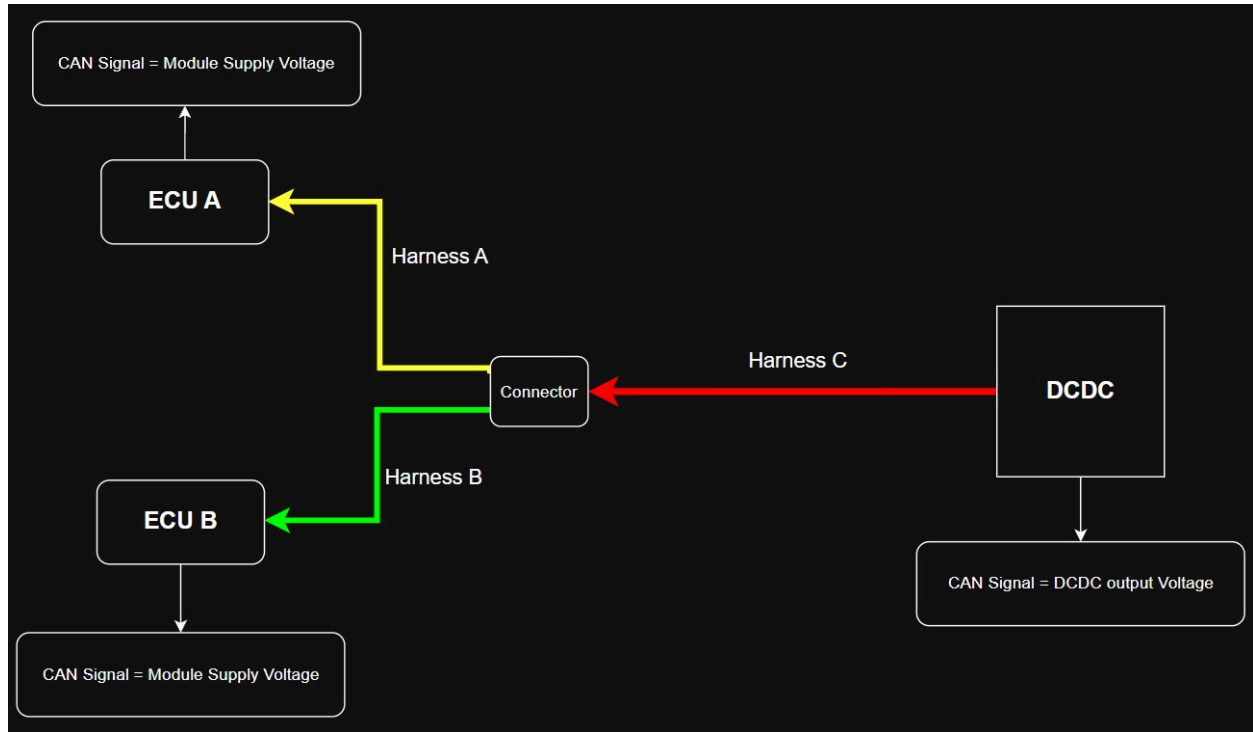 CAN Signal = Module Supply Voltage
ECU A
Harness A
Harness C
Connector
DCDC
Harness B
ECU B
CAN Signal = DCDC output Voltage
CAN Signal = Module Supply Voltage